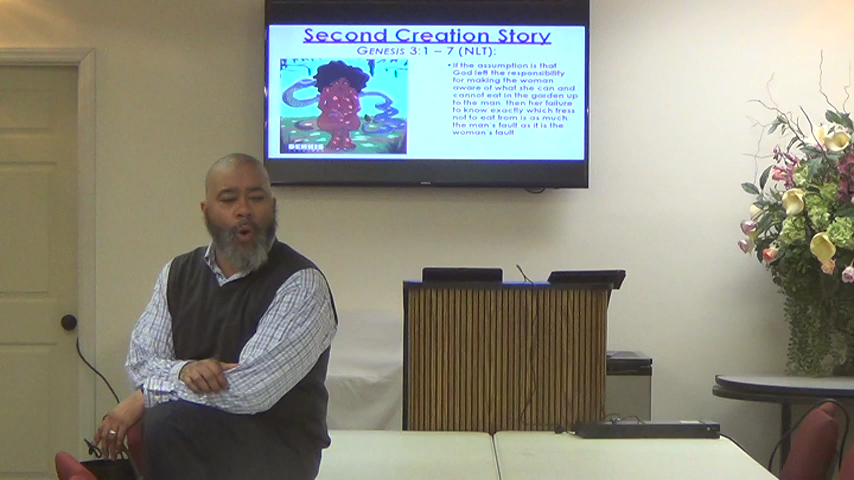 Second Creation Story
Genesis 3:1 – 7 (NLT):
• If the assumption is that
God left the responsibility
for making the woman
aware of what she can and
cannot eat in the garden up
to the man, then her failure
to know exactly which tress
not to eat from is as much
the man's fault as it is the
woman's fault
DENNIS